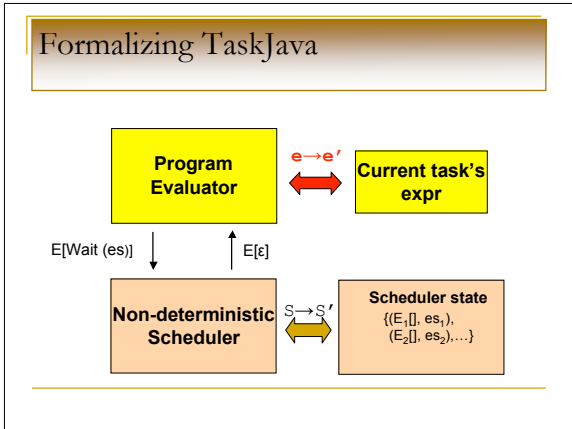 Formalizing TaskJava
Program
Evaluator
e→e’
Current task’s
expr
E[Wait (es)]
E[ε]
Non-deterministic
Scheduler
S→S’
Scheduler state
{(E₁[], es₁),
(E₂[], es₂),…}